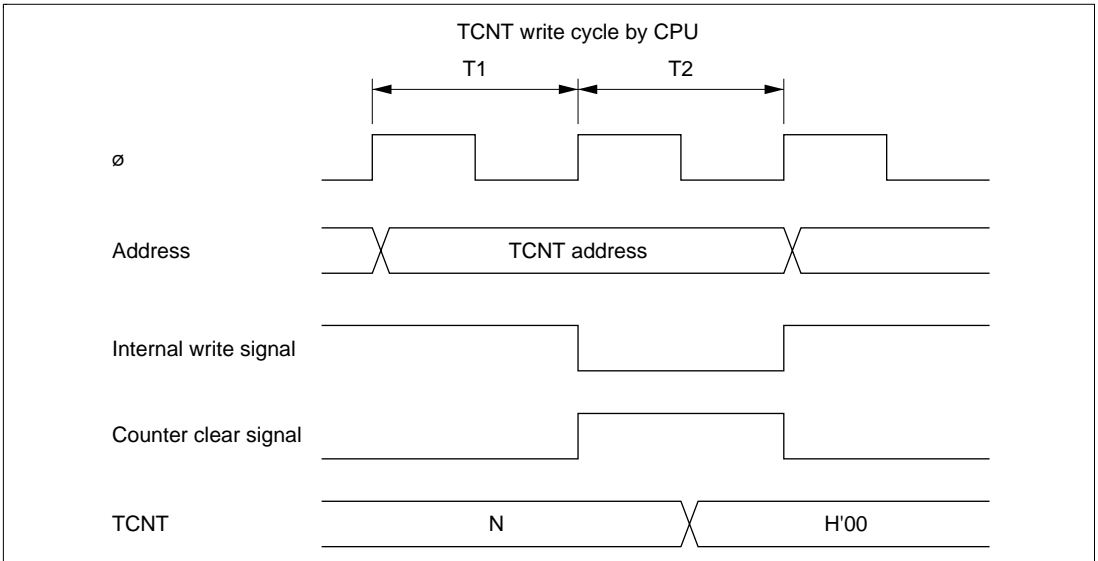 TCNT write cycle by CPU
T1 T2
ø
Address TCNT address
Internal write signal
Counter clear signal
TCNT N H'00